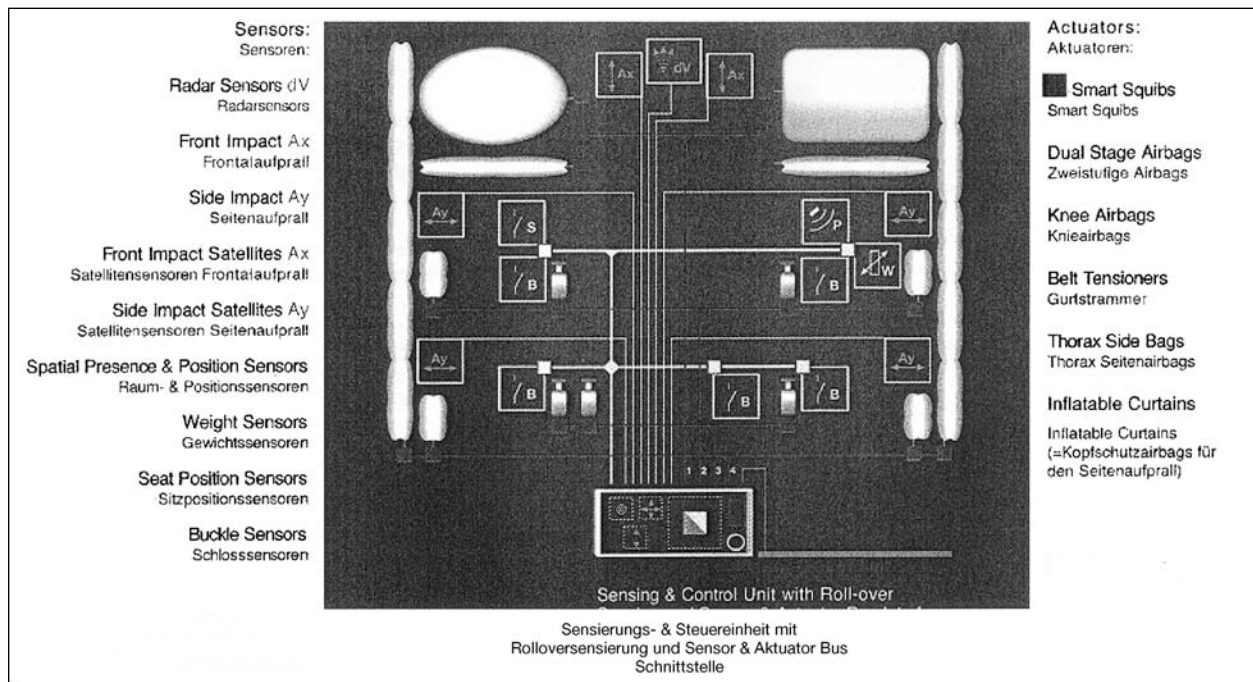 Sensors:
Sensoren:
Radar Sensors dV
Radarsensors
Front Impact Ax
Frontalaufprall
Side Impact Ay
Seitenaufprall
Front Impact Satellites Ax
Satellitensensoren Frontalaufprall
Side Impact Satellites Ay
Satellitensensoren Seitenaufprall
Spatial Presence & Position Sensors
Raum- & Positionssensoren
Weight Sensors
Gewichtssensoren
Seat Position Sensors
Sitzpositionssensoren
Buckle Sensors
Schlosssensoren
Ax
dV
Ax
Ay
S
P
Ay
B
B
W
Ay
B
B
B
Ay
1 2 3 4
Sensing & Control Unit with Roll-over
Sensierungs- & Steuereinheit mit
Rolloversensierung und Sensor & Aktuator Bus
Schnittstelle
Actuators:
Aktuatoren:
Smart Squibs
Smart Squibs
Dual Stage Airbags
Zweistufige Airbags
Knee Airbags
Knieairbags
Belt Tensioners
Gurtstrammer
Thorax Side Bags
Thorax Seitenairbags
Inflatable Curtains
Inflatable Curtains
(=Kopfschutzairbags für
den Seitenaufprall)